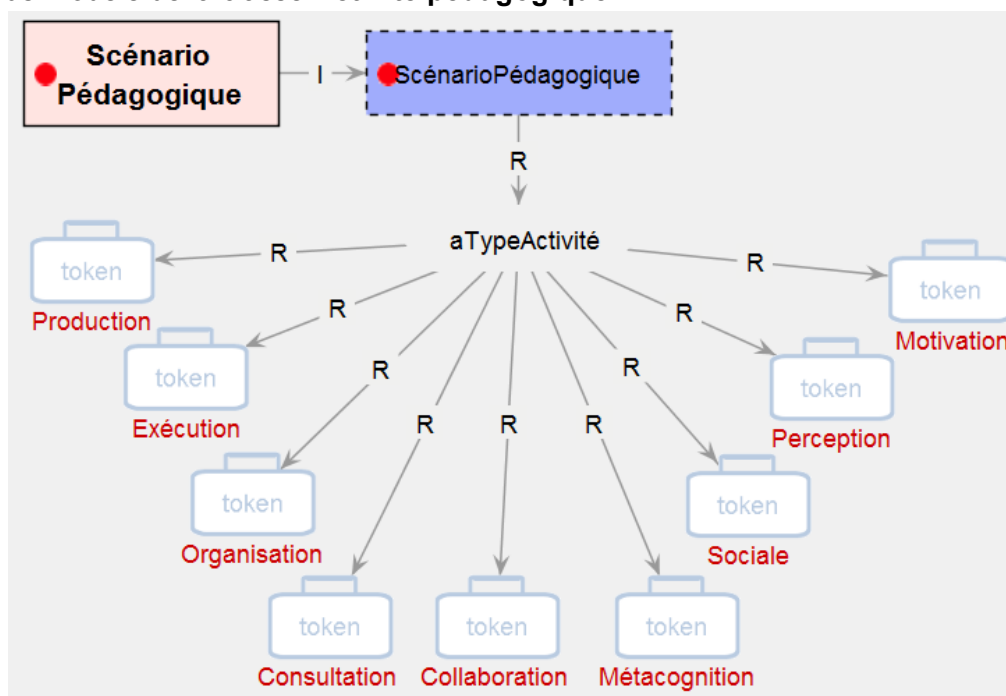 Scénario
Pédagogique
I
ScénarioPédagogique
R
aTypeActivité
R
R
token
token
Production
Motivation
R
R
token
token
Exécution
Perception
R
R
token
token
Organisation
Sociale
R
R
R
token
token
token
Consultation
Collaboration
Métacognition